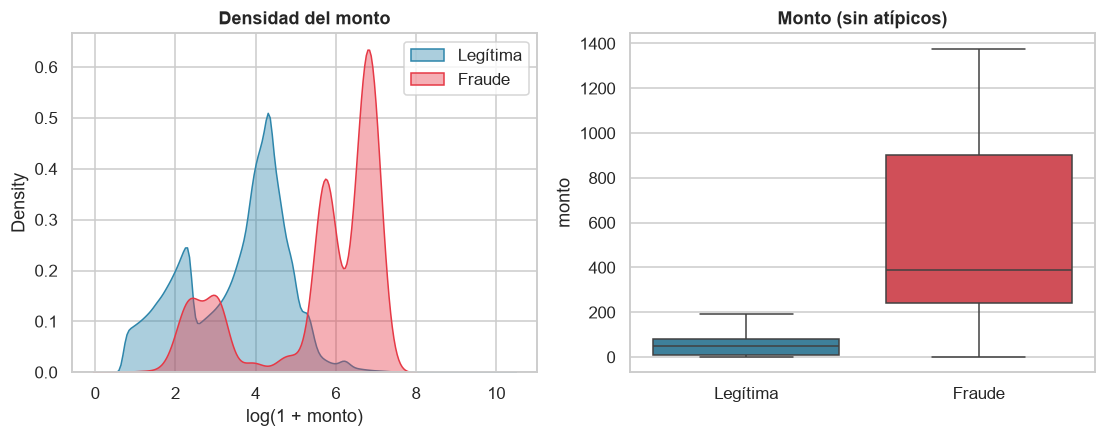 Densidad del monto
Legítima
Fraude
0.6
0.5
0.4
0.3
0.2
0.1
0.0
Density
0
2
4
6
8
10
log(1 + monto)
Monto (sin atípicos)
1400
1200
1000
800
600
400
200
0
monto
Legítima
Fraude